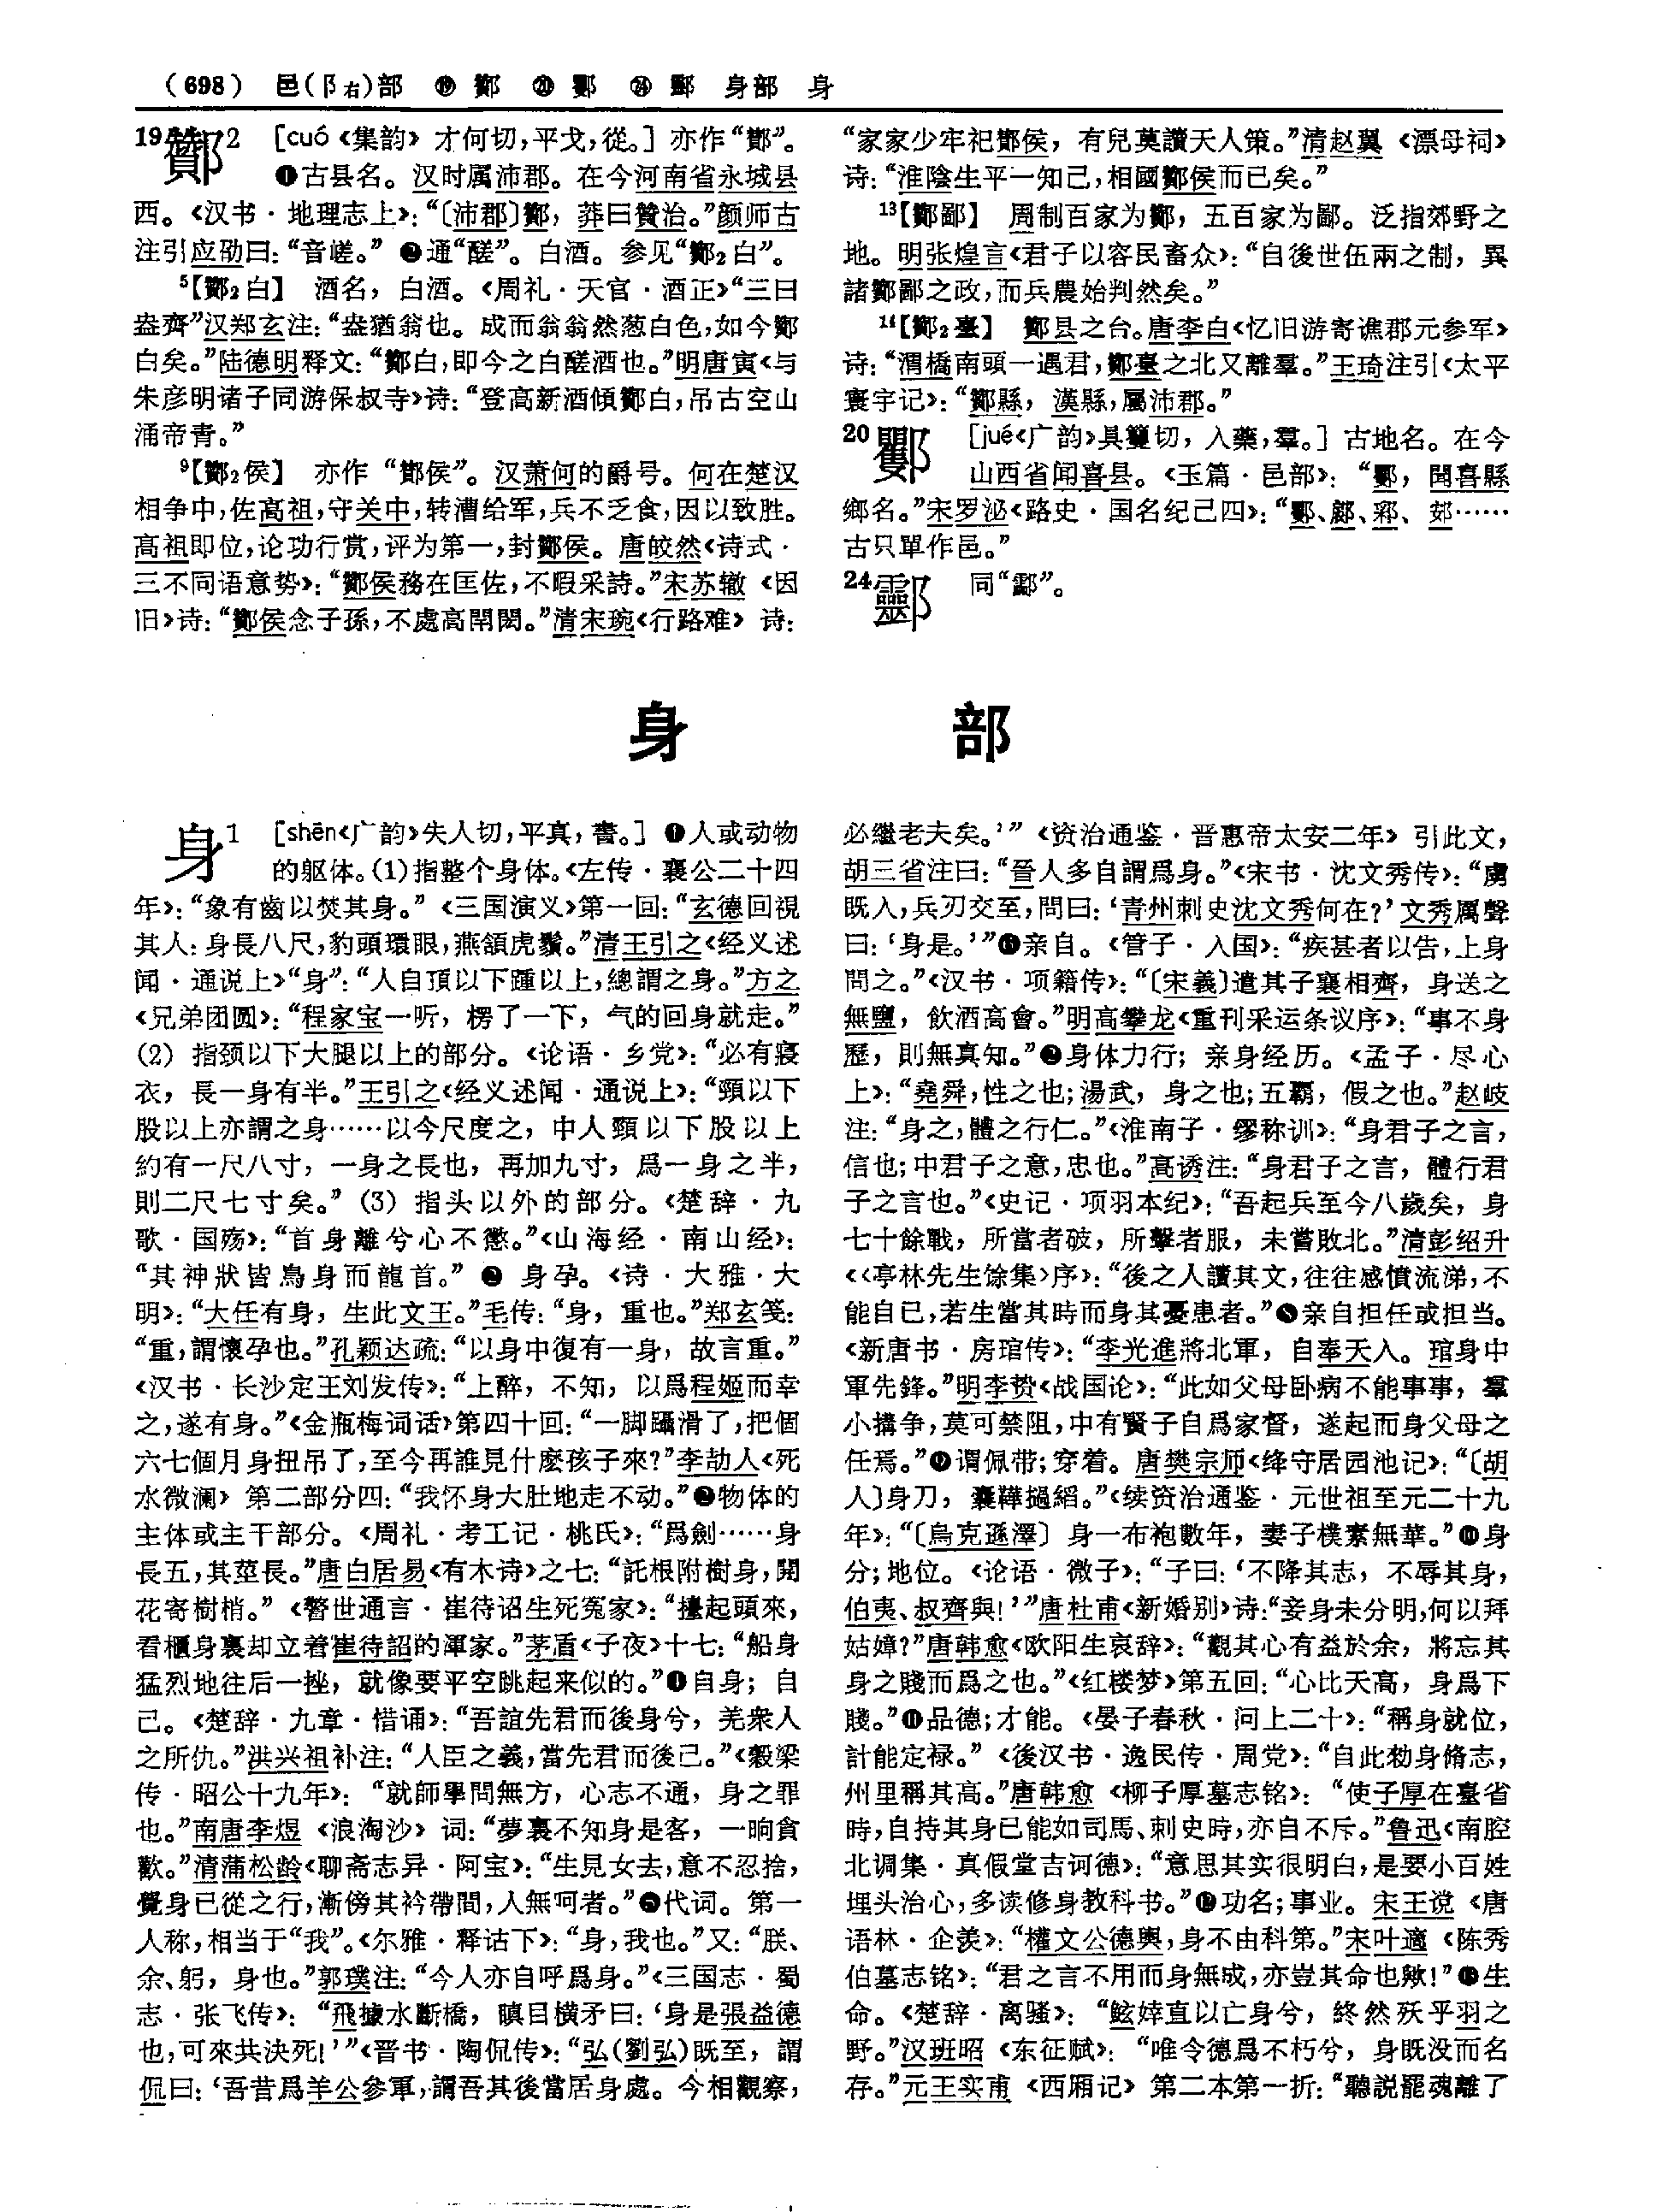 (698) 邑(阝右)部 ⑲ 酇 ⑳ 䣤 ㉔ 酃 身部 身
19酇2 [cuó《集韵》才何切,平戈,從。] 亦作“酂”。
❶古县名。汉时属沛郡。在今河南省永城县
西。《汉书·地理志上》:“〔沛郡〕酇,莽曰贊治。”颜师古
注引应劭曰:“音嵯。”❷通“醝”。白酒。参见“酇₂白”。
⁵【酇₂白】 酒名,白酒。《周礼·天官·酒正》“三曰
盎齊”汉郑玄注:“盎猶翁也。成而翁翁然葱白色,如今酇
白矣。”陆德明释文:“酇白,即今之白醝酒也。”明唐寅《与
朱彦明诸子同游保叔寺》诗:“登高新酒傾酇白,吊古空山
涌帝青。”
⁹【酇₂侯】 亦作“酂侯”。汉萧何的爵号。何在楚汉
相争中,佐高祖,守关中,转漕给军,兵不乏食,因以致胜。
高祖即位,论功行赏,评为第一,封酇侯。唐皎然《诗式·
三不同语意势》:“酇侯務在匡佐,不暇采詩。”宋苏辙《因
旧》诗:“酇侯念子孫,不處高閈閎。”清宋琬《行路难》诗:
“家家少牢祀酇侯,有兒莫讀天人策。”清赵翼《漂母祠》
诗:“淮陰生平一知己,相國酇侯而已矣。”
¹³【酇鄙】 周制百家为酇,五百家为鄙。泛指郊野之
地。明张煌言《君子以容民畜众》:“自後世伍兩之制,異
諸酇鄙之政,而兵農始判然矣。”
¹⁴【酇₂臺】 酇县之台。唐李白《忆旧游寄谯郡元参军》
诗:“渭橋南頭一遇君,酇臺之北又離羣。”王琦注引《太平
寰宇记》:“酇縣,漢縣,屬沛郡。”
20 [jué《广韵》具籰切,入藥,羣。] 古地名。在今
山西省闻喜县。《玉篇·邑部》:“ ,聞喜縣
鄉名。”宋罗泌《路史·国名纪己四》:“
古只單作邑。”
24 同“酃”。
身 部
身1 [shēn《广韵》失人切,平真,書。] ❶人或动物
的躯体。(1)指整个身体。《左传·襄公二十四
年》:“象有齒以焚其身。”《三国演义》第一回:“玄德回視
其人:身長八尺,豹頭環眼,燕頷虎鬚。”清王引之《经义述
闻·通说上》“身”:“人自頂以下踵以上,總謂之身。”方之
《兄弟团圆》:“程家宝一听,楞了一下,气的回身就走。”
(2) 指颈以下大腿以上的部分。《论语·乡党》:“必有寢
衣,長一身有半。”王引之《经义述闻·通说上》:“頸以下
股以上亦謂之身……以今尺度之,中人頸以下股以上
約有一尺八寸,一身之長也,再加九寸,爲一身之半,
則二尺七寸矣。”(3) 指头以外的部分。《楚辞·九
歌·国殇》:“首身離兮心不懲。”《山海经·南山经》:
“其神狀皆鳥身而龍首。”❷ 身孕。《诗·大雅·大
明》:“大任有身,生此文王。”毛传:“身,重也。”郑玄笺:
“重,謂懷孕也。”孔颖达疏:“以身中復有一身,故言重。”
《汉书·长沙定王刘发传》:“上醉,不知,以爲程姬而幸
之,遂有身。”《金瓶梅词话》第四十回:“一脚躡滑了,把個
六七個月身扭吊了,至今再誰見什麽孩子來?”李劼人《死
水微澜》第二部分四:“我怀身大肚地走不动。”❸物体的
主体或主干部分。《周礼·考工记·桃氏》:“爲劍……身
長五,其莖長。”唐白居易《有木诗》之七:“託根附樹身,開
花寄樹梢。”《警世通言·崔待诏生死冤家》:“擡起頭來,
看櫃身裏却立着崔待詔的渾家。”茅盾《子夜》十七:“船身
猛烈地往后一挫,就像要平空跳起来似的。”❹自身;自
己。《楚辞·九章·惜诵》:“吾誼先君而後身兮,羌衆人
之所仇。”洪兴祖补注:“人臣之義,當先君而後己。”《穀梁
传·昭公十九年》:“就師學問無方,心志不通,身之罪
也。”南唐李煜《浪淘沙》词:“夢裏不知身是客,一晌貪
歡。”清蒲松龄《聊斋志异·阿宝》:“生見女去,意不忍捨,
覺身已從之行,漸傍其衿帶間,人無呵者。”❺代词。第一
人称,相当于“我”。《尔雅·释诂下》:“身,我也。”又:“朕、
余、躬,身也。”郭璞注:“今人亦自呼爲身。”《三国志·蜀
志·张飞传》:“飛據水斷橋,瞋目横矛曰:‘身是張益德
也,可來共決死!’”《晋书·陶侃传》:“弘(劉弘)既至,謂
侃曰:‘吾昔爲羊公參軍,謂吾其後當居身處。今相觀察,
必繼老夫矣。’”《资治通鉴·晋惠帝太安二年》引此文,
胡三省注曰:“晉人多自謂爲身。”《宋书·沈文秀传》:“虜
既入,兵刃交至,問曰:‘青州刺史沈文秀何在?’文秀厲聲
曰:‘身是。’”❻亲自。《管子·入国》:“疾甚者以告,上身
問之。”《汉书·项籍传》:“〔宋義〕遣其子襄相齊,身送之
無鹽,飲酒高會。”明高攀龙《重刊采运条议序》:“事不身
歷,則無真知。”❼身体力行;亲身经历。《孟子·尽心
上》:“堯舜,性之也;湯武,身之也;五霸,假之也。”赵岐
注:“身之,體之行仁。”《淮南子·缪称训》:“身君子之言,
信也;中君子之意,忠也。”高诱注:“身君子之言,體行君
子之言也。”《史记·项羽本纪》:“吾起兵至今八歲矣,身
七十餘戰,所當者破,所擊者服,未嘗敗北。”清彭绍升
《〈亭林先生馀集〉序》:“後之人讀其文,往往感憤流涕,不
能自已,若生當其時而身其憂患者。”❽亲自担任或担当。
《新唐书·房琯传》:“李光進將北軍,自奉天入。琯身中
軍先鋒。”明李贽《战国论》:“此如父母卧病不能事事,羣
小搆争,莫可禁阻,中有賢子自爲家督,遂起而身父母之
任焉。”❾谓佩带;穿着。唐樊宗师《绛守居园池记》:“〔胡
人〕身刀,囊鞾撾縚。”《续资治通鉴·元世祖至元二十九
年》:“〔烏克遜澤〕身一布袍數年,妻子樸素無華。”❿身
分;地位。《论语·微子》:“子曰:‘不降其志,不辱其身,
伯夷、叔齊與!’”唐杜甫《新婚别》诗:“妾身未分明,何以拜
姑嫜?”唐韩愈《欧阳生哀辞》:“觀其心有益於余,將忘其
身之賤而爲之也。”《红楼梦》第五回:“心比天高,身爲下
賤。”⓫品德;才能。《晏子春秋·问上二十》:“稱身就位,
計能定禄。”《後汉书·逸民传·周党》:“自此勑身脩志,
州里稱其高。”唐韩愈《柳子厚墓志铭》:“使子厚在臺省
時,自持其身已能如司馬、刺史時,亦自不斥。”鲁迅《南腔
北调集·真假堂吉诃德》:“意思其实很明白,是要小百姓
埋头治心,多读修身教科书。”⓬功名;事业。宋王谠《唐
语林·企羡》:“權文公德輿,身不由科第。”宋叶適《陈秀
伯墓志铭》:“君之言不用而身無成,亦豈其命也歟!”⓭生
命。《楚辞·离骚》:“鮌婞直以亡身兮,終然殀乎羽之
野。”汉班昭《东征赋》:“唯令德爲不朽兮,身既没而名
存。”元王实甫《西厢记》第二本第一折:“聽説罷魂離了